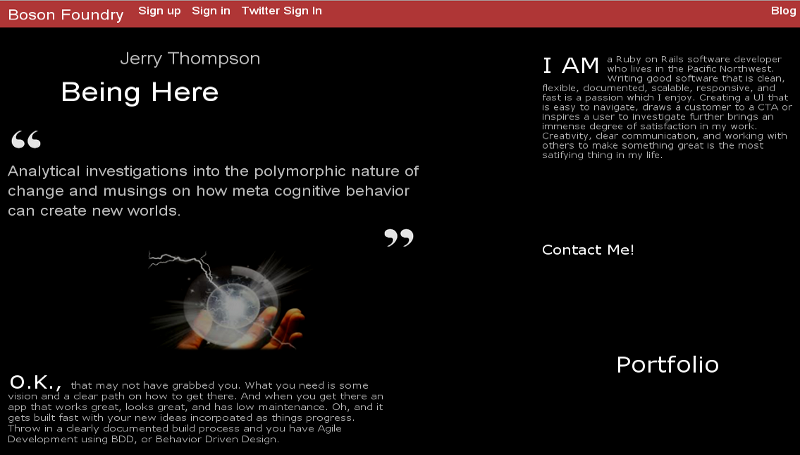 Boson Foundry Sign up Sign in Twitter Sign In Blog
Jerry Thompson
Being Here
“
Analytical investigations into the polymorphic nature of
change and musings on how meta cognitive behavior
can create new worlds.
”
O.K., that may not have grabbed you. What you need is some
vision and a clear path on how to get there. And when you get there an
app that works great, looks great, and has low maintenance. Oh, and it
gets built fast with your new ideas incorpoated as things progress.
Throw in a clearly documented build process and you have Agile
Development using BDD, or Behavior Driven Design.
I AM a Ruby on Rails software developer
who lives in the Pacific Northwest.
Writing good software that is clean,
flexible, documented, scalable, responsive, and
fast is a passion which I enjoy. Creating a UI that
is easy to navigate, draws a customer to a CTA or
inspires a user to investigate further brings an
immense degree of satisfaction in my work.
Creativity, clear communication, and working with
others to make something great is the most
satifying thing in my life.
Contact Me!
Portfolio